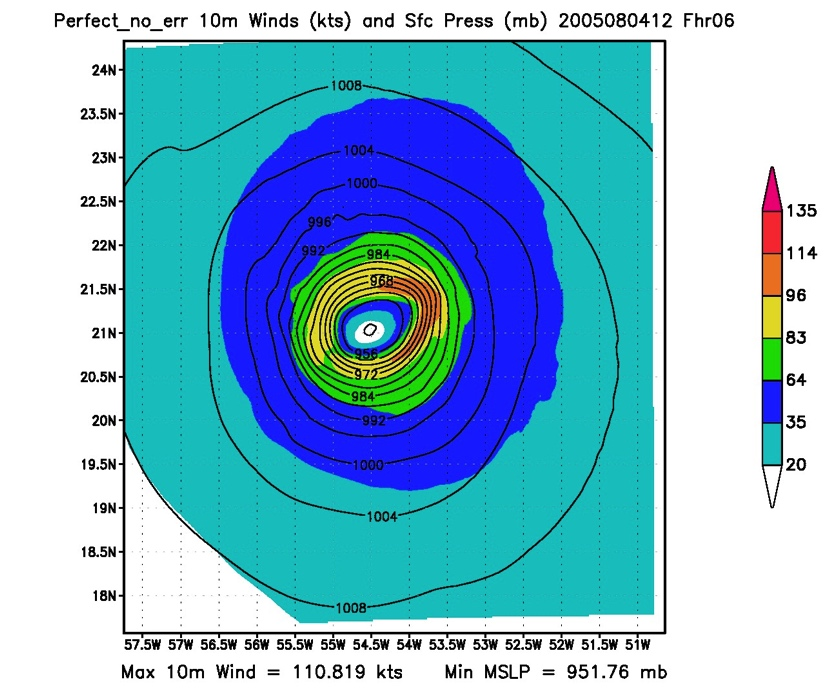 Perfect_no_err 10m Winds (kts) and Sfc Press (mb) 2005080412 Fhr06
24N
23.5N
23N
22.5N
22N
21.5N
21N
20.5N
20N
19.5N
19N
18.5N
18N
1008
1004
1000
996
992
984
968
956
972
984
992
1000
1004
1008
135
114
96
83
64
35
20
57.5W 57W 56.5W 56W 55.5W 55W 54.5W 54W 53.5W 53W 52.5W 52W 51.5W 51W
Max 10m Wind = 110.819 kts Min MSLP = 951.76 mb